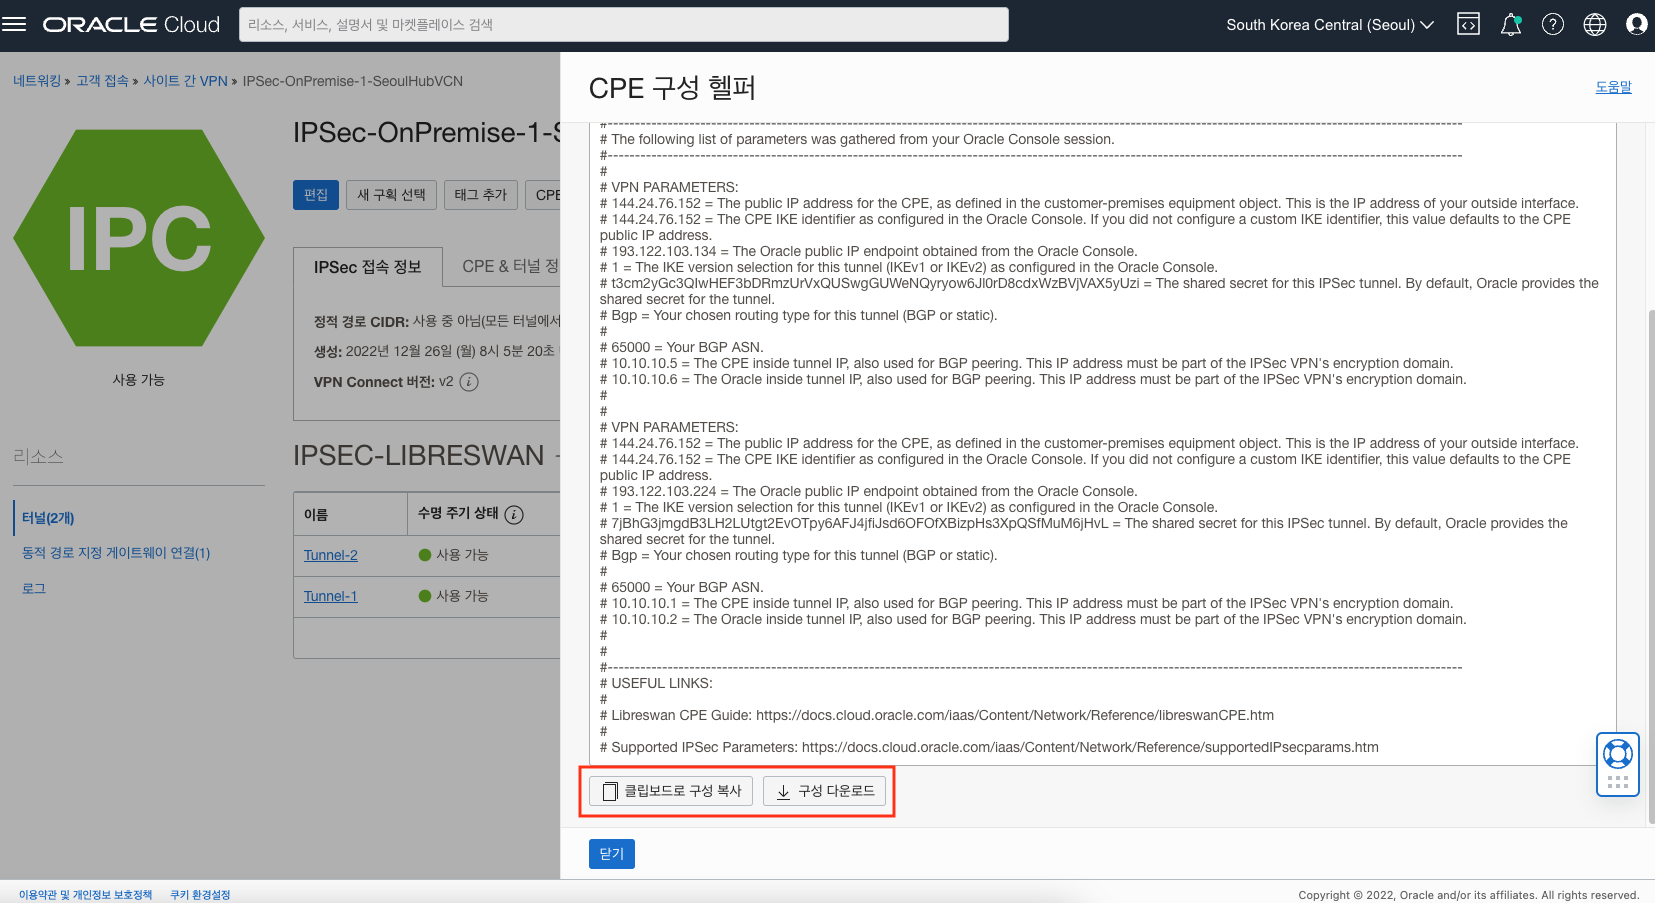 ORACLE Cloud
리소스, 서비스, 설명서 및 마켓플레이스 검색
South Korea Central (Seoul)
네트워킹 » 고객 접속 » 사이트 간 VPN » IPSec-OnPremise-1-SeoulHubVCN
IPC
사용 가능
IPSec-OnPremise-1-S
편집
새 구획 선택
태그 추가
CPE
IPSec 접속 정보
CPE & 터널 정
정적 경로 CIDR: 사용 중 아님(모든 터널에서
생성: 2022년 12월 26일 (월) 8시 5분 20초
VPN Connect 버전: v2
리소스
터널(2개)
동적 경로 지정 게이트웨이 연결(1)
로그
IPSEC-LIBRESWAN
이름
수명 주기 상태
Tunnel-2
사용 가능
Tunnel-1
사용 가능
CPE 구성 헬퍼
도움말
#------------------------------------------------------------------------------------------------------------------------------------------------------------
# The following list of parameters was gathered from your Oracle Console session.
#------------------------------------------------------------------------------------------------------------------------------------------------------------
#
# VPN PARAMETERS:
# 144.24.76.152 = The public IP address for the CPE, as defined in the customer-premises equipment object. This is the IP address of your outside interface.
# 144.24.76.152 = The CPE IKE identifier as configured in the Oracle Console. If you did not configure a custom IKE identifier, this value defaults to the CPE
public IP address.
# 193.122.103.134 = The Oracle public IP endpoint obtained from the Oracle Console.
# 1 = The IKE version selection for this tunnel (IKEv1 or IKEv2) as configured in the Oracle Console.
# t3cm2yGc3QIwHEF3bDRmzUrVxQUSwgGUWeNQyryow6Jl0rD8cdxWzBVjVAX5yUzi = The shared secret for this IPSec tunnel. By default, Oracle provides the
shared secret for the tunnel.
# Bgp = Your chosen routing type for this tunnel (BGP or static).
#
# 65000 = Your BGP ASN.
# 10.10.10.5 = The CPE inside tunnel IP, also used for BGP peering. This IP address must be part of the IPSec VPN's encryption domain.
# 10.10.10.6 = The Oracle inside tunnel IP, also used for BGP peering. This IP address must be part of the IPSec VPN's encryption domain.
#
#
# VPN PARAMETERS:
# 144.24.76.152 = The public IP address for the CPE, as defined in the customer-premises equipment object. This is the IP address of your outside interface.
# 144.24.76.152 = The CPE IKE identifier as configured in the Oracle Console. If you did not configure a custom IKE identifier, this value defaults to the CPE
public IP address.
# 193.122.103.224 = The Oracle public IP endpoint obtained from the Oracle Console.
# 1 = The IKE version selection for this tunnel (IKEv1 or IKEv2) as configured in the Oracle Console.
# 7jBhG3jmgdB3LH2LUtgt2EvOTpy6AFJ4jfiJsd6OFOfXBizpHs3XpQSfMuM6jHvL = The shared secret for this IPSec tunnel. By default, Oracle provides the
shared secret for the tunnel.
# Bgp = Your chosen routing type for this tunnel (BGP or static).
#
# 65000 = Your BGP ASN.
# 10.10.10.1 = The CPE inside tunnel IP, also used for BGP peering. This IP address must be part of the IPSec VPN's encryption domain.
# 10.10.10.2 = The Oracle inside tunnel IP, also used for BGP peering. This IP address must be part of the IPSec VPN's encryption domain.
#
#
#------------------------------------------------------------------------------------------------------------------------------------------------------------
# USEFUL LINKS:
#
# Libreswan CPE Guide: https://docs.cloud.oracle.com/iaas/Content/Network/Reference/libreswanCPE.htm
#
# Supported IPSec Parameters: https://docs.cloud.oracle.com/iaas/Content/Network/Reference/supportedIPsecparams.htm
클립보드로 구성 복사
구성 다운로드
닫기
이용약관 및 개인정보 보호정책
쿠키 환경설정
Copyright © 2022, Oracle and/or its affiliates. All rights reserved.